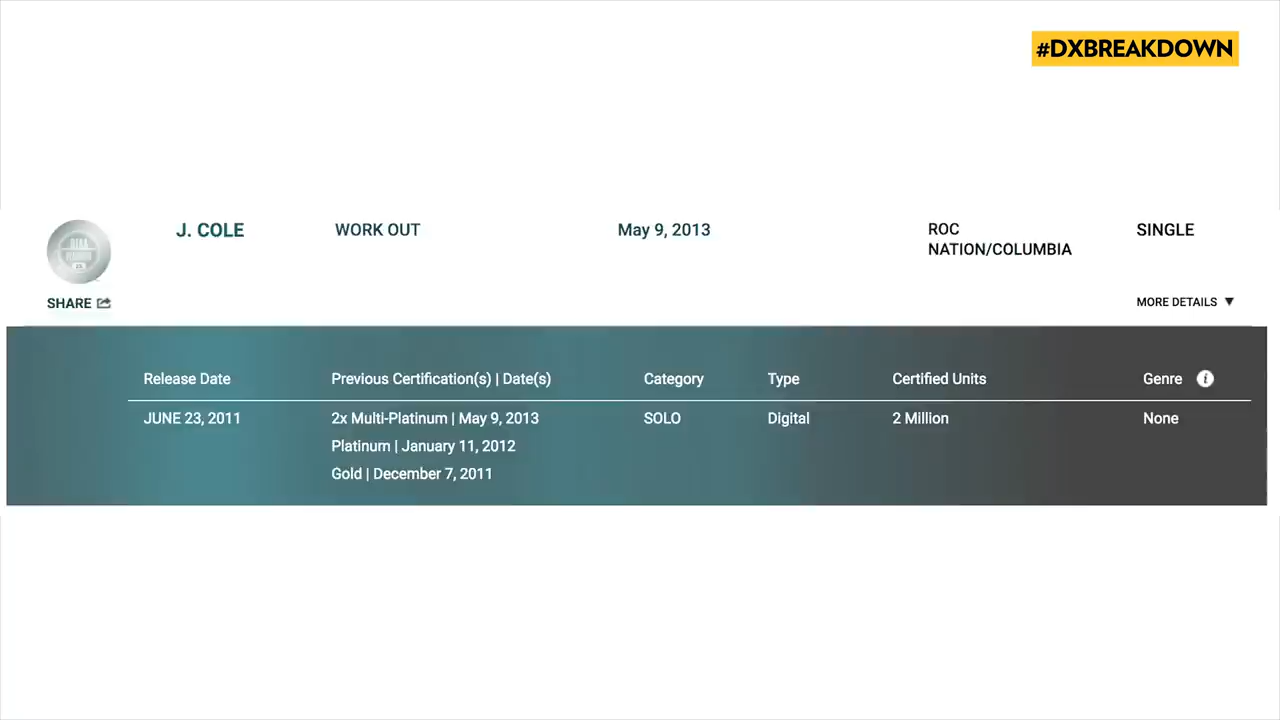 #DXBREAKDOWN
J. COLE
WORK OUT
May 9, 2013
ROC
NATION/COLUMBIA
SINGLE
SHARE
MORE DETAILS ▼
Release Date
Previous Certification(s) | Date(s)
Category
Type
Certified Units
Genre
JUNE 23, 2011
2x Multi-Platinum | May 9, 2013
SOLO
Digital
2 Million
None
Platinum | January 11, 2012
Gold | December 7, 2011